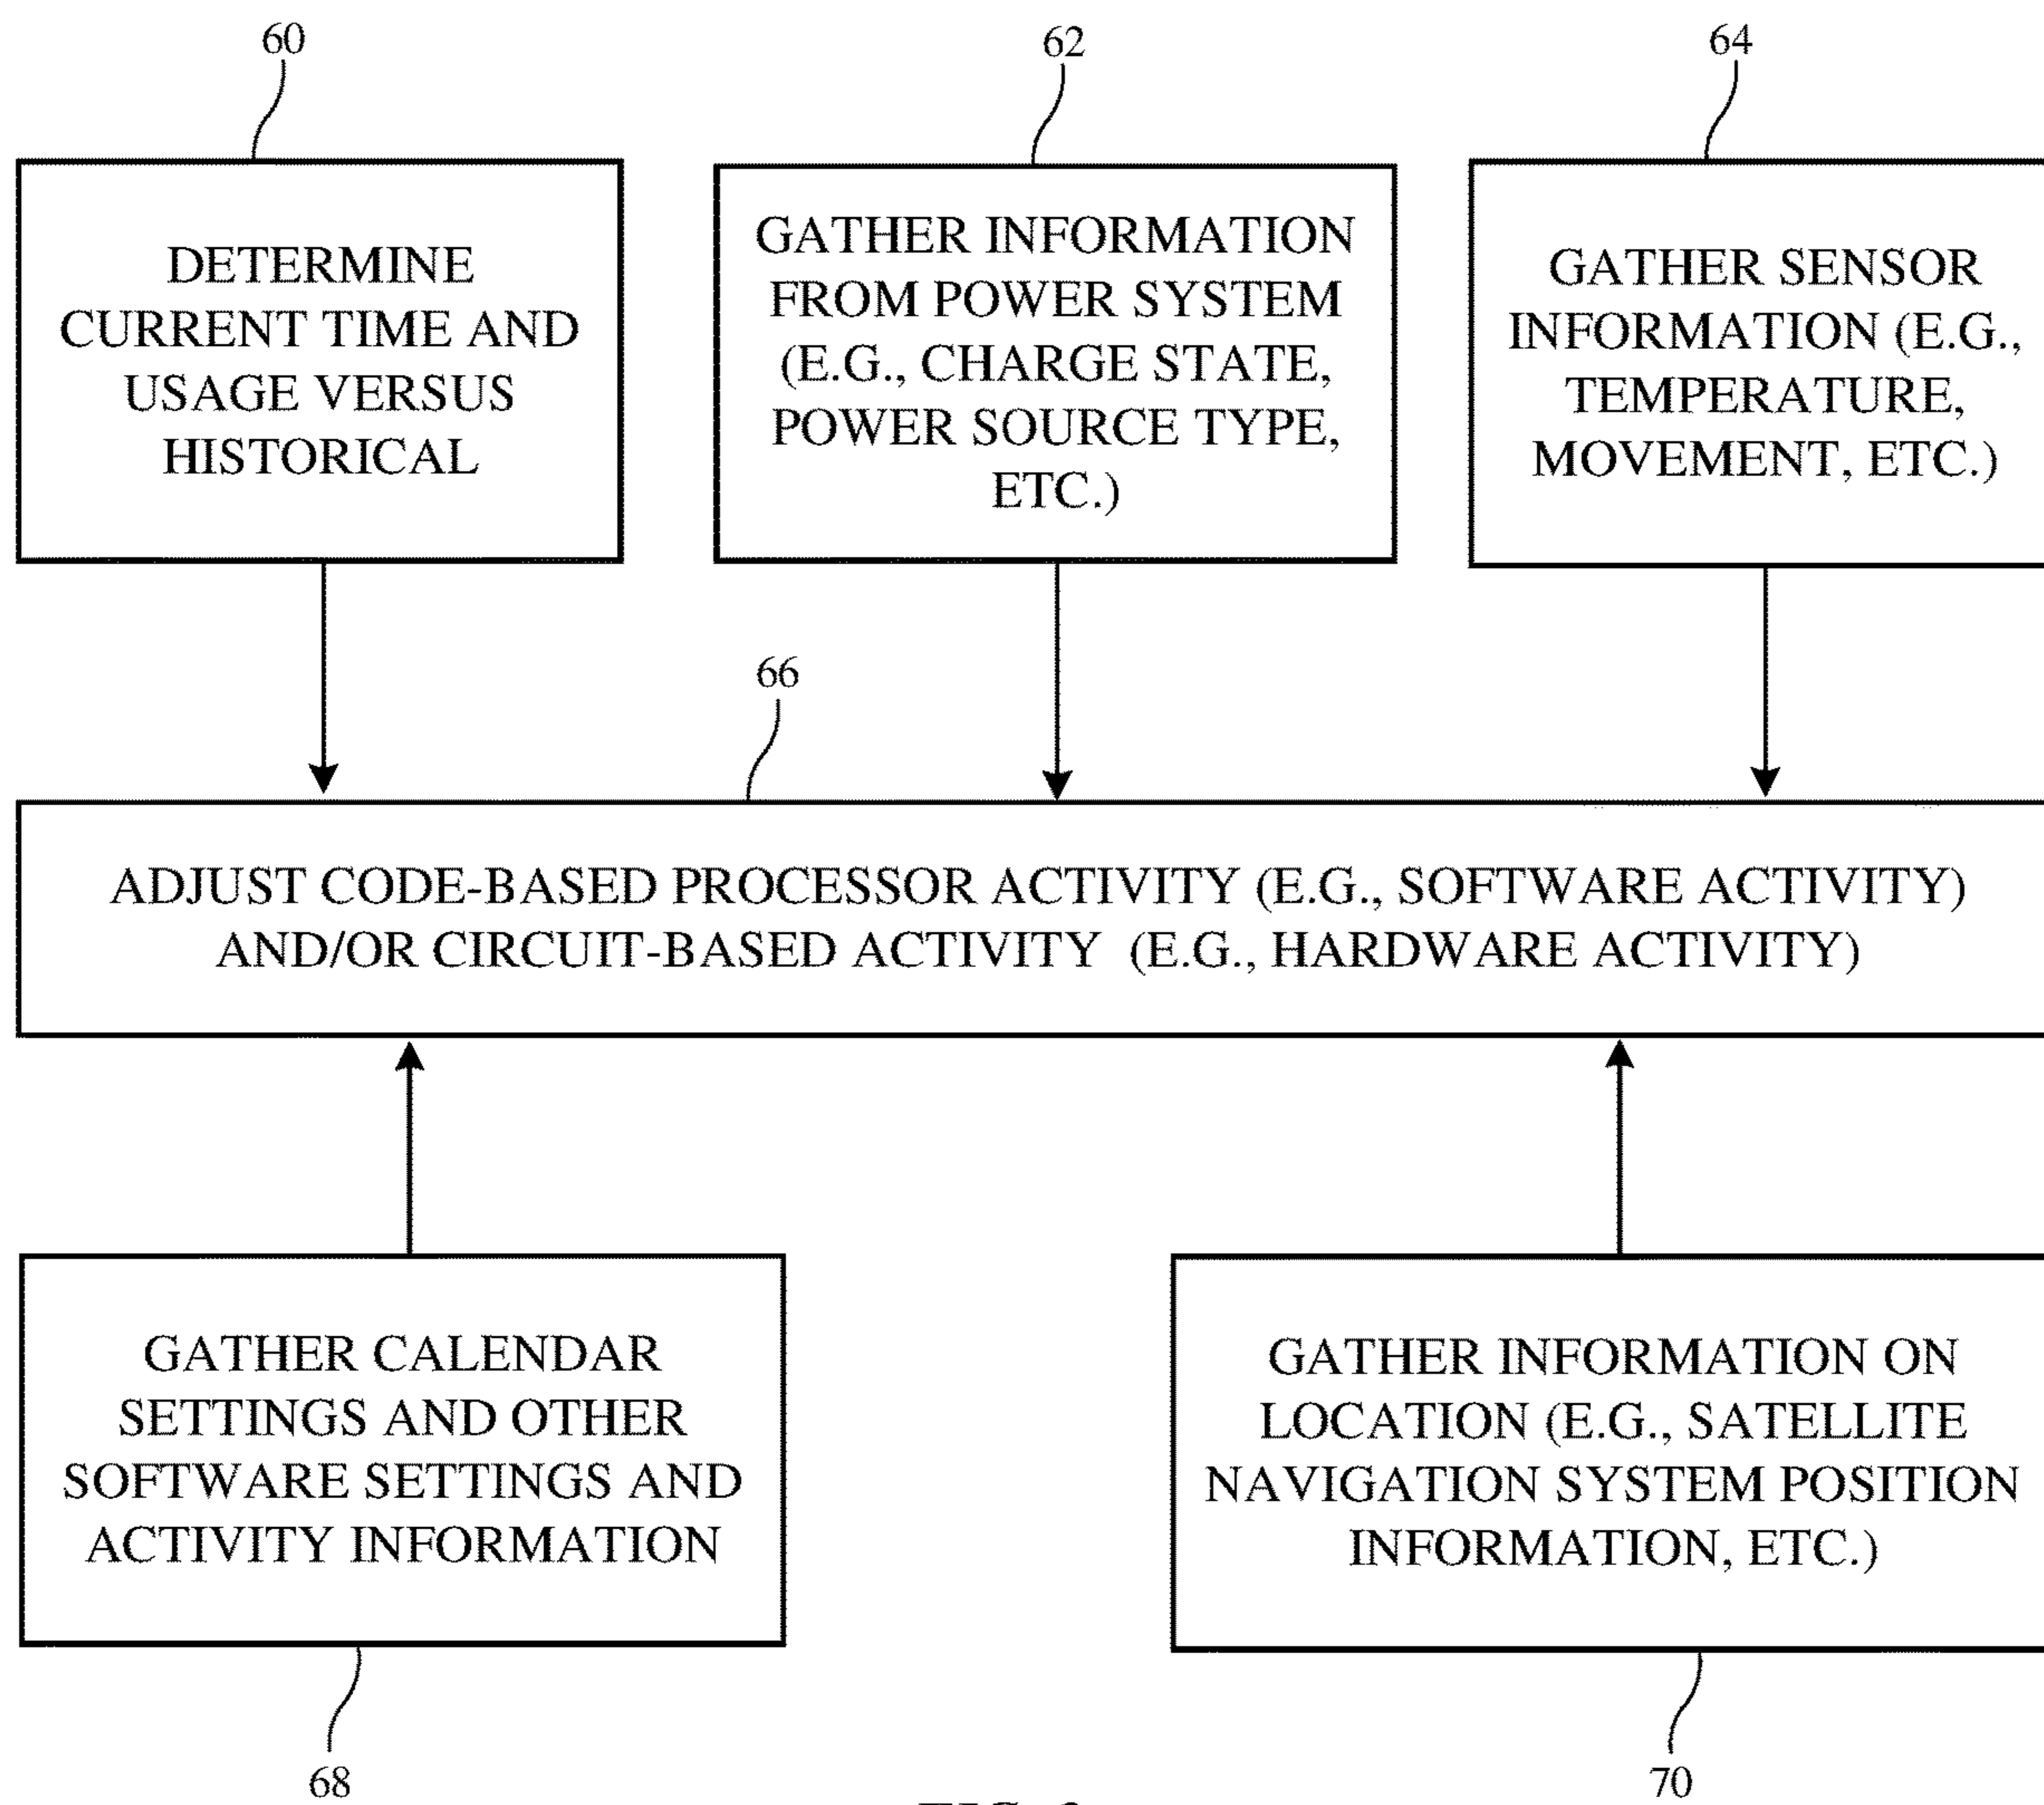 60
62
64
DETERMINE
CURRENT TIME AND
USAGE VERSUS
HISTORICAL
GATHER INFORMATION
FROM POWER SYSTEM
(E.G., CHARGE STATE,
POWER SOURCE TYPE,
ETC.)
GATHER SENSOR
INFORMATION (E.G.,
TEMPERATURE,
MOVEMENT, ETC.)
66
ADJUST CODE-BASED PROCESSOR ACTIVITY (E.G., SOFTWARE ACTIVITY)
AND/OR CIRCUIT-BASED ACTIVITY (E.G., HARDWARE ACTIVITY)
GATHER CALENDAR
SETTINGS AND OTHER
SOFTWARE SETTINGS AND
ACTIVITY INFORMATION
GATHER INFORMATION ON
LOCATION (E.G., SATELLITE
NAVIGATION SYSTEM POSITION
INFORMATION, ETC.)
68
70